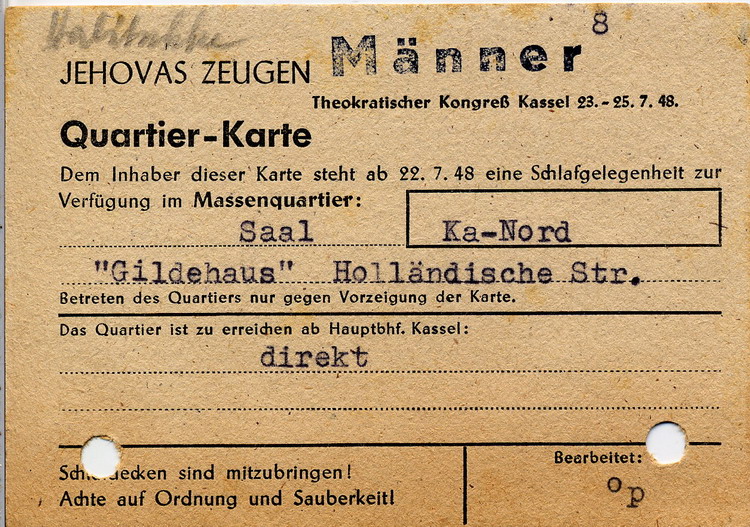 8
JEHOVAS ZEUGEN Männer
Theokratischer Kongreß Kassel 23.-25. 7. 48.
Quartier-Karte
Dem Inhaber dieser Karte steht ab 22. 7. 48 eine Schlafgelegenheit zur
Verfügung im Massenquartier:
Saal Ka-Nord
"Gildehaus" Holländische Str.
Betreten des Quartiers nur gegen Vorzeigung der Karte.
Das Quartier ist zu erreichen ab Hauptbhf. Kassel:
direkt
sind mitzubringen!
Achte auf Ordnung und Sauberkeit!
Bearbeitet:
op